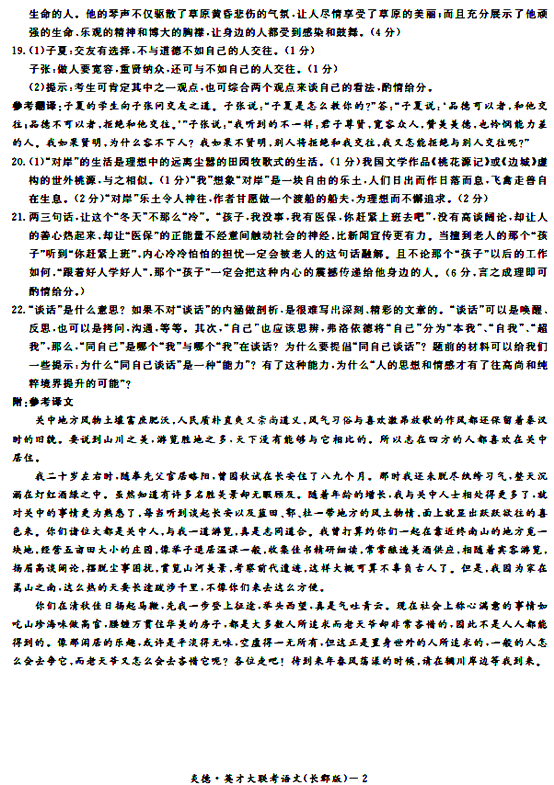 生命的人。他的琴声不仅驱散了草原黄昏悲伤的气氛,让人尽情享受了草原的美丽;而且充分展示了他顽
强的生命、乐观的精神和博大的胸襟,让身边的人都受到感染和鼓舞。(4分)
19.(1)子夏:交友有选择,不与道德不如自己的人交往。(1分)
子张:做人要宽容,重贤纳众,还可与不如自己的人交往。(1分)
(2)提示:考生可肯定其中之一观点,也可综合两个观点来谈自己的看法,酌情给分。
参考翻译:子夏的学生向子张问交友之道。子张说:“子夏是怎么教你的?”答:“子夏说:‘品德可以者,和他交
往;品德不可以者,拒绝和他交往。’”子张说:“我听到的不一样:君子尊贤,宽容众人,赞美美德,也怜悯能力差
的人。我如果贤明,为什么容不下人?我如果不贤明,别人将拒绝和我交往,我又怎能拒绝与别人交往呢?”
20.(1)“对岸”的生活是理想中的远离尘嚣的田园牧歌式的生活。(1分)我国文学作品《桃花源记》或《边城》虚
构的世外桃源,与之相似。(1分)“我”想象“对岸”是一块自由的乐土,人们日出而作日落而息,飞禽走兽自
在生息。(2分)“对岸”乐土令人神往,作者甘愿做一个渡船的船夫,为理想而不懈追求。(2分)
21.两三句话,让这个“冬天”不那么“冷”。“孩子,我没事,我有医保,你赶紧上班去吧”,没有高谈阔论,却让人
的善心热起来,却让“医保”的正能量不经意间触动社会的神经,比新闻宣传更有力。当撞到老人的那个“孩
子”听到“你赶紧上班”,内心冷冷怕怕的担忧一定会被老人的这句话融解。且不论那个“孩子”以后的工作
如何,“跟着好人学好人”,那个“孩子”一定会把这种内心的震撼传递给他身边的人。(6分,言之成理即可
酌情给分。)
22.“谈话”是什么意思?如果不对“谈话”的内涵做剖析,是很难写出深刻、精彩的文章的。“谈话”可以是唤醒、
反思,也可以是拷问、沟通,等等。其次,“自己”也应该思辨,弗洛依德将“自己”分为“本我”、“自我”、“超
我”,那么,“同自己”是哪个“我”与哪个“我”在谈话?为什么要提倡“同自己谈话”?题前的材料可以给我们
一些提示:为什么“同自己谈话”是一种“能力”?有了这种能力,为什么“人的思想和情感才有了往高尚和纯
粹境界提升的可能”?
附:参考译文
关中地方风物土壤富庶肥沃,人民质朴直爽又崇尚道义,风气习俗与喜欢激昂放歌的作风都还保留着秦汉
时的旧貌。要说到山川之美,游览胜地之多,天下没有能够与它相比的。所以志在四方的人都喜欢在关中
居住。
我二十岁左右时,随奉先父官居略阳,曾因秋试在长安住了八九个月。那时我还未脱尽纨绔习气,整天沉
溺在灯红酒绿之中。虽然知道有许多名胜美景却无暇顾及。随着年龄的增长,我与关中人士相处得更多了,就
对关中的事情更为熟悉了,每当听到谈起长安以及蓝田、鄠、杜一带地方的风土物情,面上就显出跃跃欲往的喜
色来。你们诸位大都是关中人,与我一道游览,真是志同道合。我曾打算约你们一起在靠近终南山的地方觅一
块地,经营五亩田大小的庄园,像举子退居温课一般,收集佳书精研细读,常常酿造美酒供应,相随着宾客游览,
扬眉高谈阔论,摆脱尘事困扰,赏览山河美景,考察前代遗迹,这样大概可算不辜负古人了。但是,我因为家在
嵩山之南,这么热的天要长途跋涉千里,不像你们来去这么方便。
你们在清秋佳日扬起马鞭,先我一步登上征途,举头西望,真是气吐青云。现在社会上称心满意的事情如
吃山珍海味做高官,腰缠万贯住华美的房子,都是大多数人所追求而老天爷却非常吝惜的,因此不是人人都能
得到的。像那闲居的乐趣,或许是平淡得无味,空虚得一无所有,但这正是置身世外的人所追求的,一般的人怎
么会去争它,而老天爷又怎么会去吝惜它呢?各位走吧!待到来年春风荡漾的时候,请在辋川岸边等我到来。
炎德·英才大联考语文(长郡版)—2